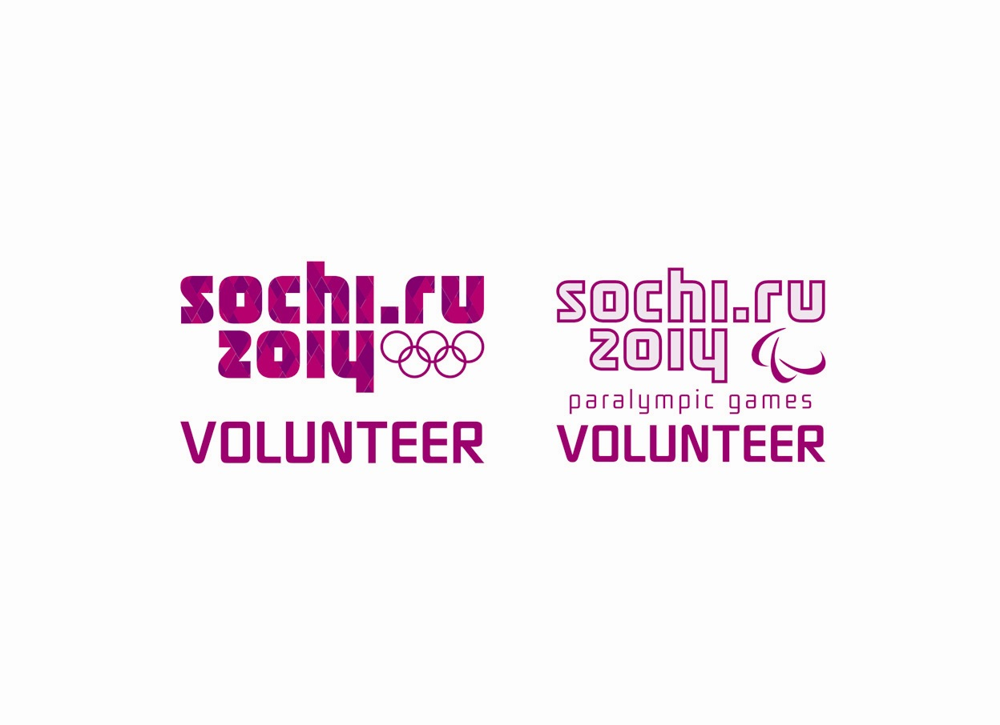 sochi.ru
2014
VOLUNTEER
sochi.ru
2014
paralympic games
VOLUNTEER